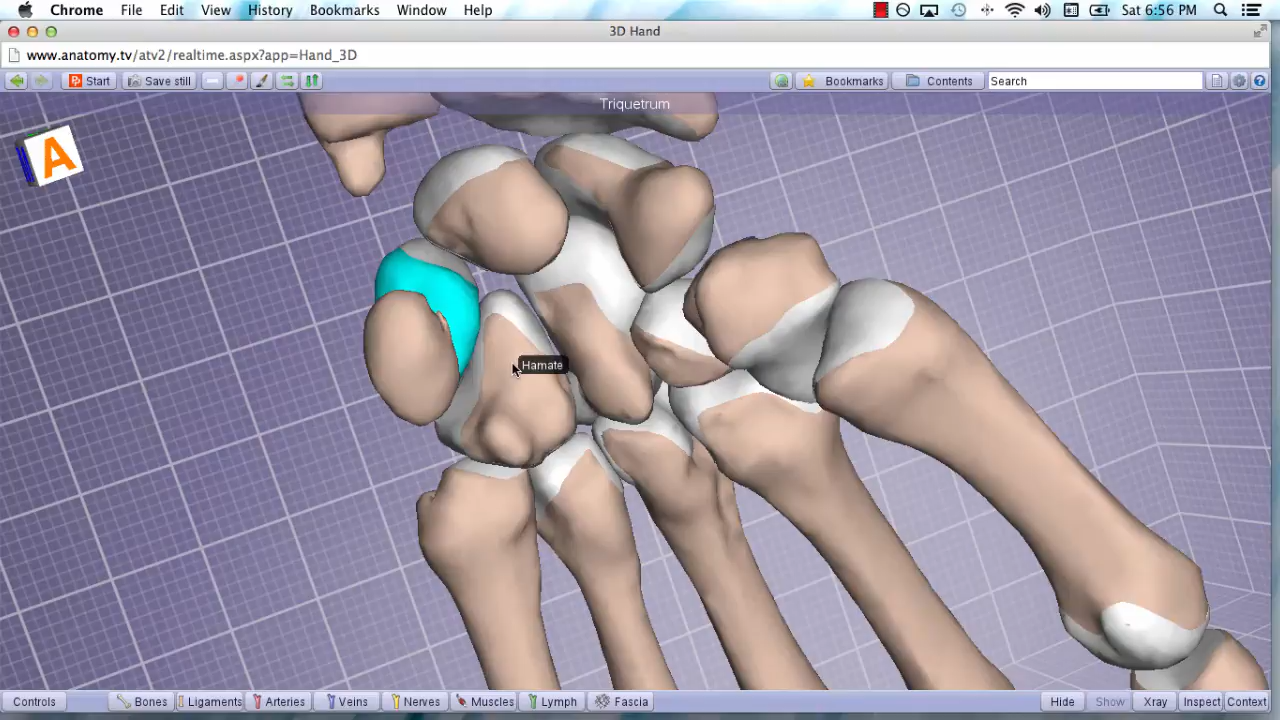 Chrome File Edit View History Bookmarks Window Help Sat 6:56 PM
3D Hand
www.anatomy.tv/atv2/realtime.aspx?app=Hand_3D
Start Save still Bookmarks Contents Search
Triquetrum
A
Hamate
Controls Bones Ligaments Arteries Veins Nerves Muscles Lymph Fascia Hide Show Xray Inspect Context